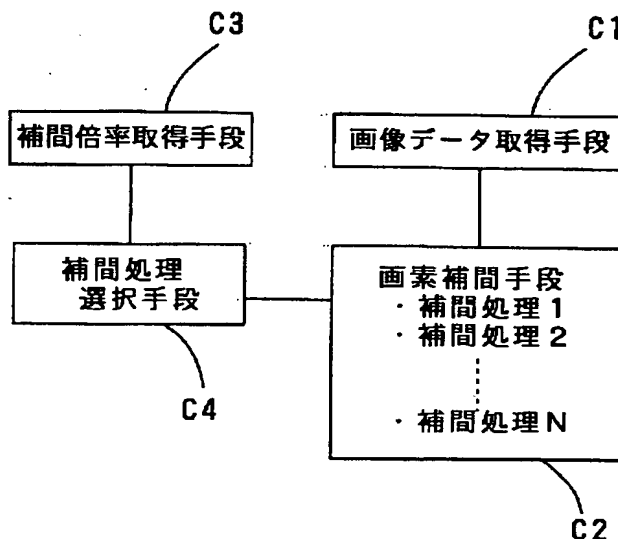 C3
C1
補間倍率取得手段
画像データ取得手段
補間処理
選択手段
画素補間手段
・補間処理1
・補間処理2
・補間処理N
C4
C2